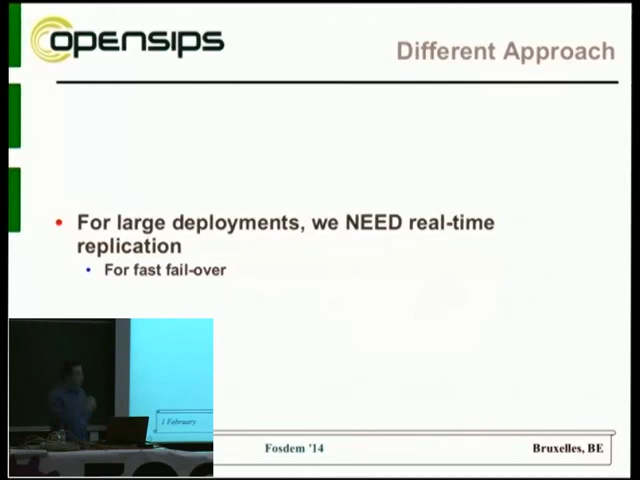 OPENSIPS
Different Approach
• For large deployments, we NEED real-time
replication
• For fast fail-over
1 February
Fosdem '14
Bruxelles, BE